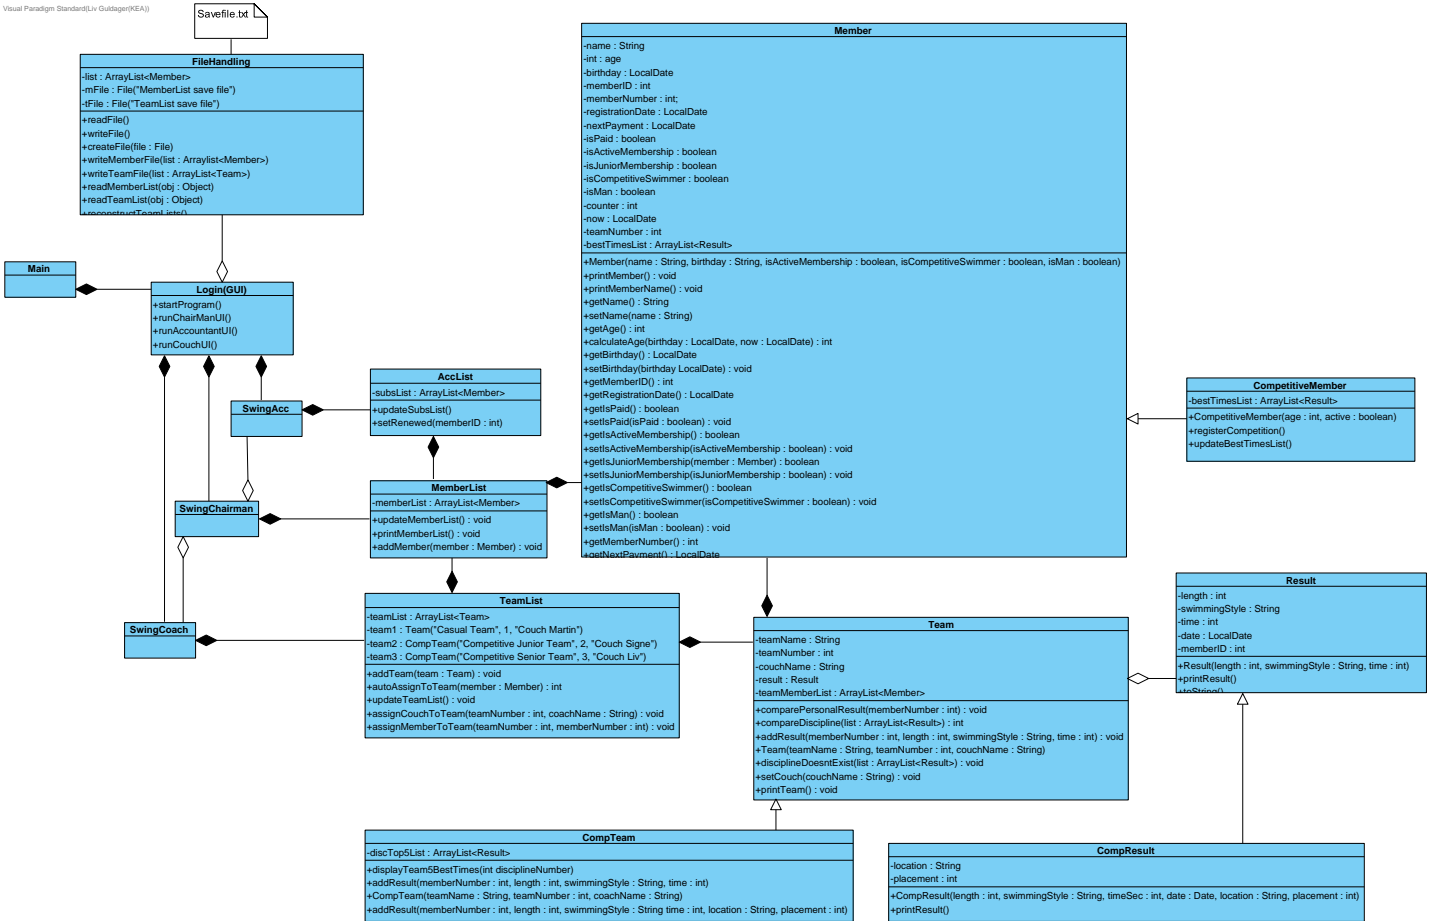 Visual Paradigm Standard(Liv Guldager(KEA))
Savefile.txt
FileHandling
-list : ArrayList<Member>
-mFile : File("MemberList save file")
-tFile : File("TeamList save file")
+readFile()
+writeFile()
+createFile(file : File)
+writeMemberFile(list : Arraylist<Member>)
+writeTeamFile(list : ArrayList<Team>)
+readMemberList(obj : Object)
+readTeamList(obj : Object)
+reconstructTeamLists()
Main
Login(GUI)
+startProgram()
+runChairManUI()
+runAccountantUI()
+runCouchUI()
SwingAcc
SwingChairman
SwingCoach
AccList
-subsList : ArrayList<Member>
+updateSubsList()
+setRenewed(memberID : int)
MemberList
-memberList : ArrayList<Member>
+updateMemberList() : void
+printMemberList() : void
+addMember(member : Member) : void
TeamList
-teamList : ArrayList<Team>
-team1 : Team("Casual Team", 1, "Couch Martin")
-team2 : CompTeam("Competitive Junior Team", 2, "Couch Signe")
-team3 : CompTeam("Competitive Senior Team", 3, "Couch Liv")
+addTeam(team : Team) : void
+autoAssignToTeam(member : Member) : int
+updateTeamList() : void
+assignCouchToTeam(teamNumber : int, coachName : String) : void
+assignMemberToTeam(teamNumber : int, memberNumber : int) : void
Member
-name : String
-int : age
-birthday : LocalDate
-memberID : int
-memberNumber : int;
-registrationDate : LocalDate
-nextPayment : LocalDate
-isPaid : boolean
-isActiveMembership : boolean
-isJuniorMembership : boolean
-isCompetitiveSwimmer : boolean
-isMan : boolean
-counter : int
-now : LocalDate
-teamNumber : int
-bestTimesList : ArrayList<Result>
+Member(name : String, birthday : String, isActiveMembership : boolean, isCompetitiveSwimmer : boolean, isMan : boolean)
+printMember() : void
+printMemberName() : void
+getName() : String
+setName(name : String)
+getAge() : int
+calculateAge(birthday : LocalDate, now : LocalDate) : int
+getBirthday() : LocalDate
+setBirthday(birthday LocalDate) : void
+getMemberID() : int
+getRegistrationDate() : LocalDate
+getIsPaid() : boolean
+setIsPaid(isPaid : boolean) : void
+getIsActiveMembership() : boolean
+setIsActiveMembership(isActiveMembership : boolean) : void
+getIsJuniorMembership(member : Member) : boolean
+setIsJuniorMembership(isJuniorMembership : boolean) : void
+getIsCompetitiveSwimmer() : boolean
+setIsCompetitiveSwimmer(isCompetitiveSwimmer : boolean) : void
+getIsMan() : boolean
+setIsMan(isMan : boolean) : void
+getMemberNumber() : int
+getNextPayment() : LocalDate
CompetitiveMember
-bestTimesList : ArrayList<Result>
+CompetitiveMember(age : int, active : boolean)
+registerCompetition()
+updateBestTimesList()
Result
-length : int
-swimmingStyle : String
-time : int
-date : LocalDate
-memberID : int
+Result(length : int, swimmingStyle : String, time : int)
+printResult()
+toString()
Team
-teamName : String
-teamNumber : int
-couchName : String
-result : Result
-teamMemberList : ArrayList<Member>
+comparePersonalResult(memberNumber : int) : void
+compareDiscipline(list : ArrayList<Result>) : int
+addResult(memberNumber : int, length : int, swimmingStyle : String, time : int) : void
+Team(teamName : String, teamNumber : int, couchName : String)
+disciplineDoesntExist(list : ArrayList<Result>) : void
+setCouch(couchName : String) : void
+printTeam() : void
CompTeam
-discTop5List : ArrayList<Result>
+displayTeam5BestTimes(int disciplineNumber)
+addResult(memberNumber : int, length : int, swimmingStyle : String, time : int)
+CompTeam(teamName : String, teamNumber : int, coachName : String)
+addResult(memberNumber : int, length : int, swimmingStyle : String time : int, location : String, placement : int)
CompResult
-location : String
-placement : int
+CompResult(length : int, swimmingStyle : String, timeSec : int, date : Date, location : String, placement : int)
+printResult()